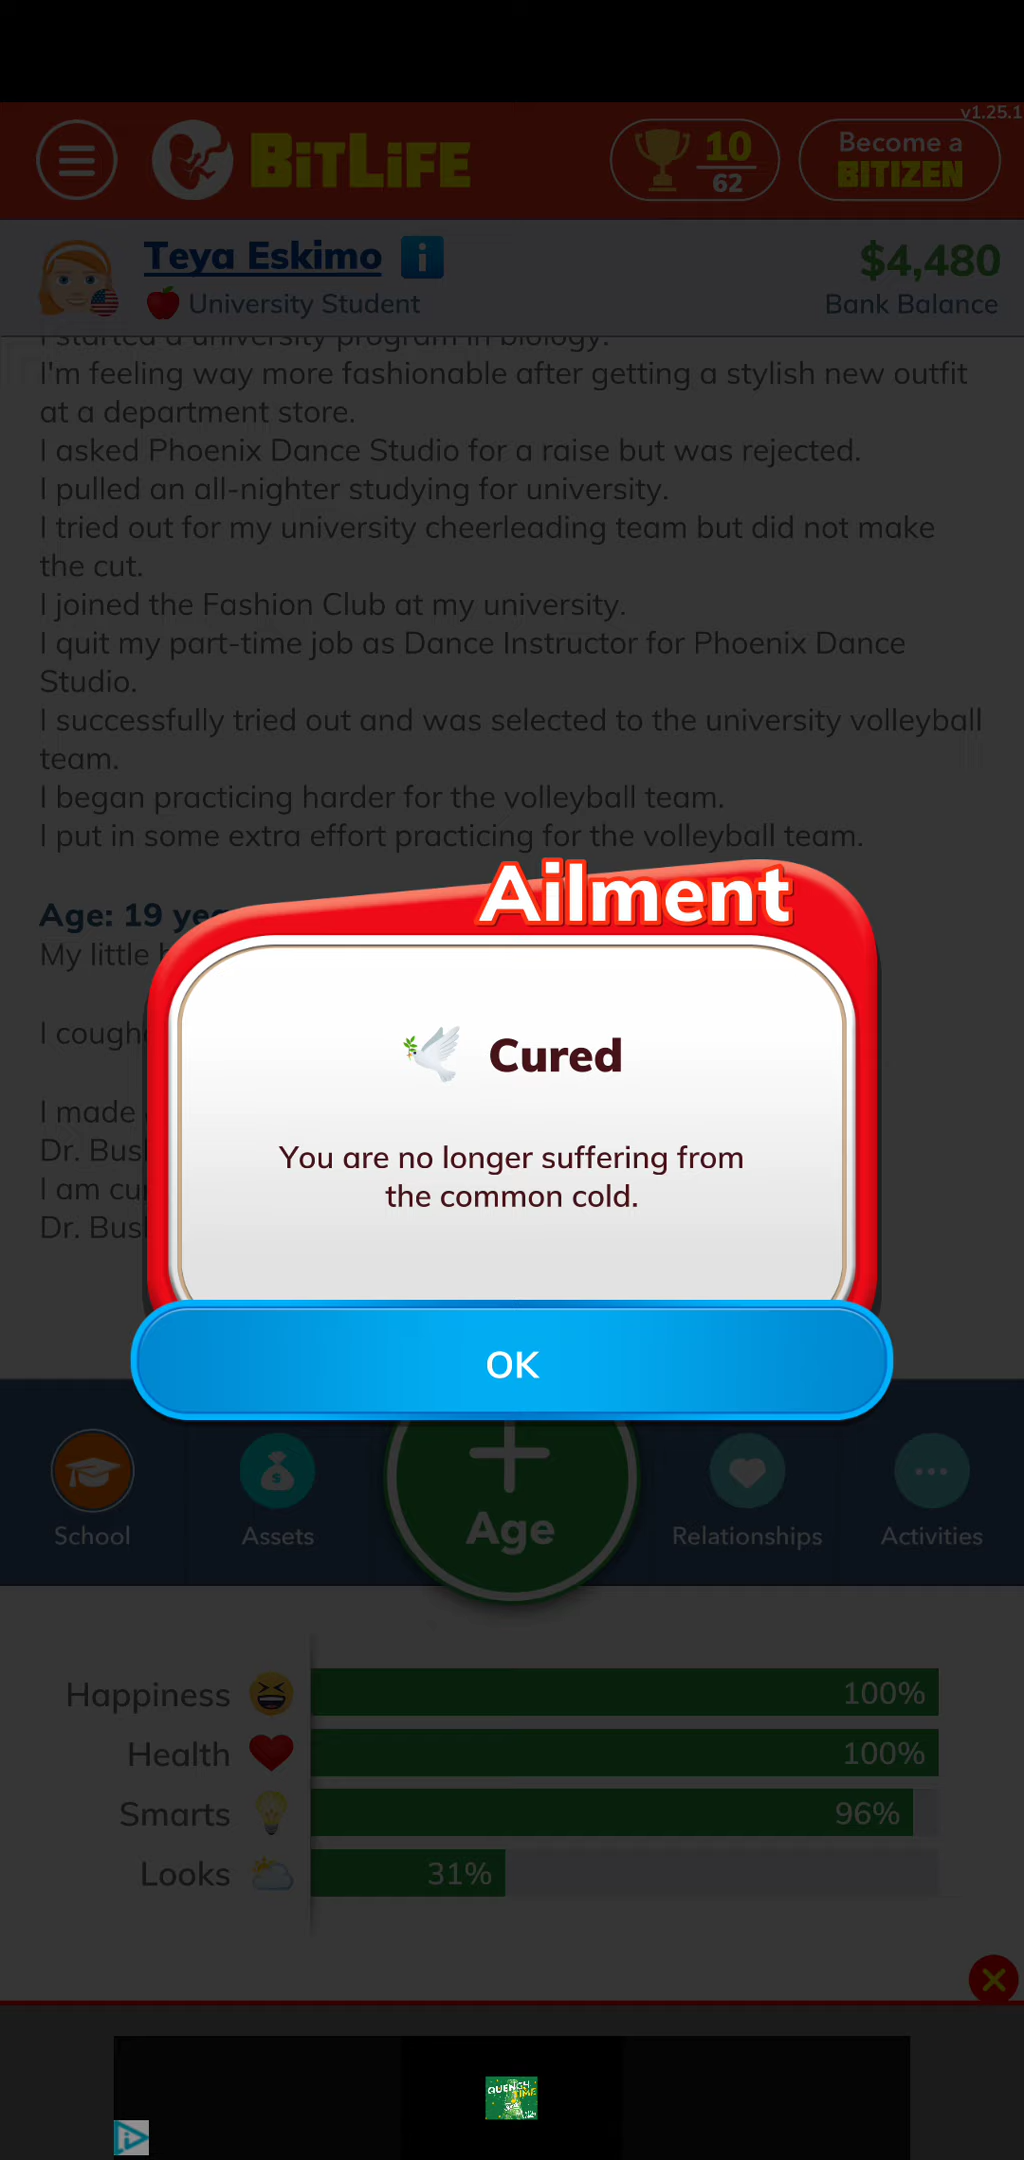 v1.25.1
BiTLiFE
10
62
Become a
BITIZEN
Teya Eskimo
i
$4,480
University Student
Bank Balance
I started a university program in biology.
I'm feeling way more fashionable after getting a stylish new outfit
at a department store.
I asked Phoenix Dance Studio for a raise but was rejected.
I pulled an all-nighter studying for university.
I tried out for my university cheerleading team but did not make
the cut.
I joined the Fashion Club at my university.
I quit my part-time job as Dance Instructor for Phoenix Dance
Studio.
I successfully tried out and was selected to the university volleyball
team.
I began practicing harder for the volleyball team.
I put in some extra effort practicing for the volleyball team.
Ailment
Age: 19
My little
Cured
I made
You are no longer suffering from
Dr.
the common cold.
I am
Dr.
OK
Age
School
Assets
Relationships
Activities
Happiness
100%
Health
100%
Smarts
96%
Looks
31%
QUENCH
TIME